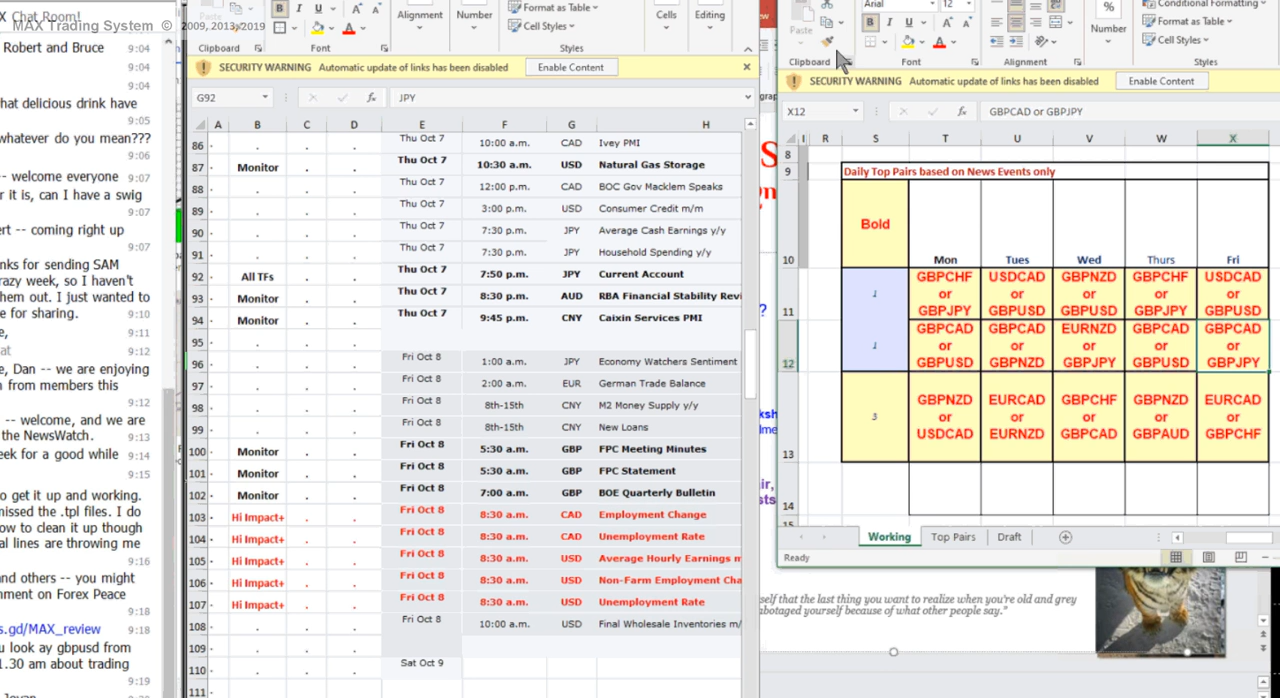 X Chat Room!
MAX Trading System © 2009, 2013, 2019
Robert and Bruce 9:04
9:04
9:04
hat delicious drink have
9:05
whatever do you mean???
9:06
-- welcome everyone 9:07
r it is, can I have a swig
9:07
ert -- coming right up
9:07
nks for sending SAM
razy week, so I haven't
hem out. I just wanted to
e for sharing. 9:10
e, 9:11
at 9:12
e, Dan -- we are enjoying
n from members this
9:12
-- welcome, and we are
the NewsWatch. 9:13
eek for a good while 9:14
9:15
o get it up and working.
missed the .tpl files. I do
ow to clean it up though
al lines are throwing me
9:16
and others -- you might
nment on Forex Peace
9:18
s.gd/MAX_review 9:18
u look ay gbpusd from
1.30 am about trading
9:19
Paste
B I U
Alignment
Number
Format as Table
Cell Styles
Cells
Editing
Clipboard
Font
Styles
SECURITY WARNING Automatic update of links has been disabled Enable Content
G92 fx JPY
A B C D E F G H
86 Thu Oct 7 10:00 a.m. CAD Ivey PMI
87 Monitor Thu Oct 7 10:30 a.m. USD Natural Gas Storage
88 Thu Oct 7 12:00 p.m. CAD BOC Gov Macklem Speaks
89 Thu Oct 7 3:00 p.m. USD Consumer Credit m/m
90 Thu Oct 7 7:30 p.m. JPY Average Cash Earnings y/y
91 Thu Oct 7 7:30 p.m. JPY Household Spending y/y
92 All TFs Thu Oct 7 7:50 p.m. JPY Current Account
93 Monitor Thu Oct 7 8:30 p.m. AUD RBA Financial Stability Revi
94 Monitor Thu Oct 7 9:45 p.m. CNY Caixin Services PMI
95
96 Fri Oct 8 1:00 a.m. JPY Economy Watchers Sentiment
97 Fri Oct 8 2:00 a.m. EUR German Trade Balance
98 Fri Oct 8 8th-15th CNY M2 Money Supply y/y
99 Fri Oct 8 8th-15th CNY New Loans
100 Monitor Fri Oct 8 5:30 a.m. GBP FPC Meeting Minutes
101 Monitor Fri Oct 8 5:30 a.m. GBP FPC Statement
102 Monitor Fri Oct 8 7:00 a.m. GBP BOE Quarterly Bulletin
103 Hi Impact+ Fri Oct 8 8:30 a.m. CAD Employment Change
104 Hi Impact+ Fri Oct 8 8:30 a.m. CAD Unemployment Rate
105 Hi Impact+ Fri Oct 8 8:30 a.m. USD Average Hourly Earnings m
106 Hi Impact+ Fri Oct 8 8:30 a.m. USD Non-Farm Employment Cha
107 Hi Impact+ Fri Oct 8 8:30 a.m. USD Unemployment Rate
108 Fri Oct 8 10:00 a.m. USD Final Wholesale Inventories m/
109
110 Sat Oct 9
111
Arial 12
Paste
B I U
%
Number
Conditional Formatting
Format as Table
Cell Styles
Clipboard
Font
Alignment
Styles
SECURITY WARNING Automatic update of links has been disabled Enable Content
X12 fx GBPCAD or GBPJPY
I R S T U V W X
8
9 Daily Top Pairs based on News Events only
Bold
10 Mon Tues Wed Thurs Fri
GBPCHF USDCAD GBPNZD GBPCHF USDCAD
1 or or or or or
11 GBPJPY GBPUSD GBPUSD GBPJPY GBPUSD
GBPCAD GBPCAD EURNZD GBPCAD GBPCAD
1 or or or or or
12 GBPUSD GBPNZD GBPJPY GBPUSD GBPJPY
GBPNZD EURCAD GBPCHF GBPNZD EURCAD
3 or or or or or
USDCAD EURNZD GBPCAD GBPAUD GBPCHF
13
14
15
Working Top Pairs Draft
Ready
self that the last thing you want to realize when you're old and grey
abotaged yourself because of what other people say."